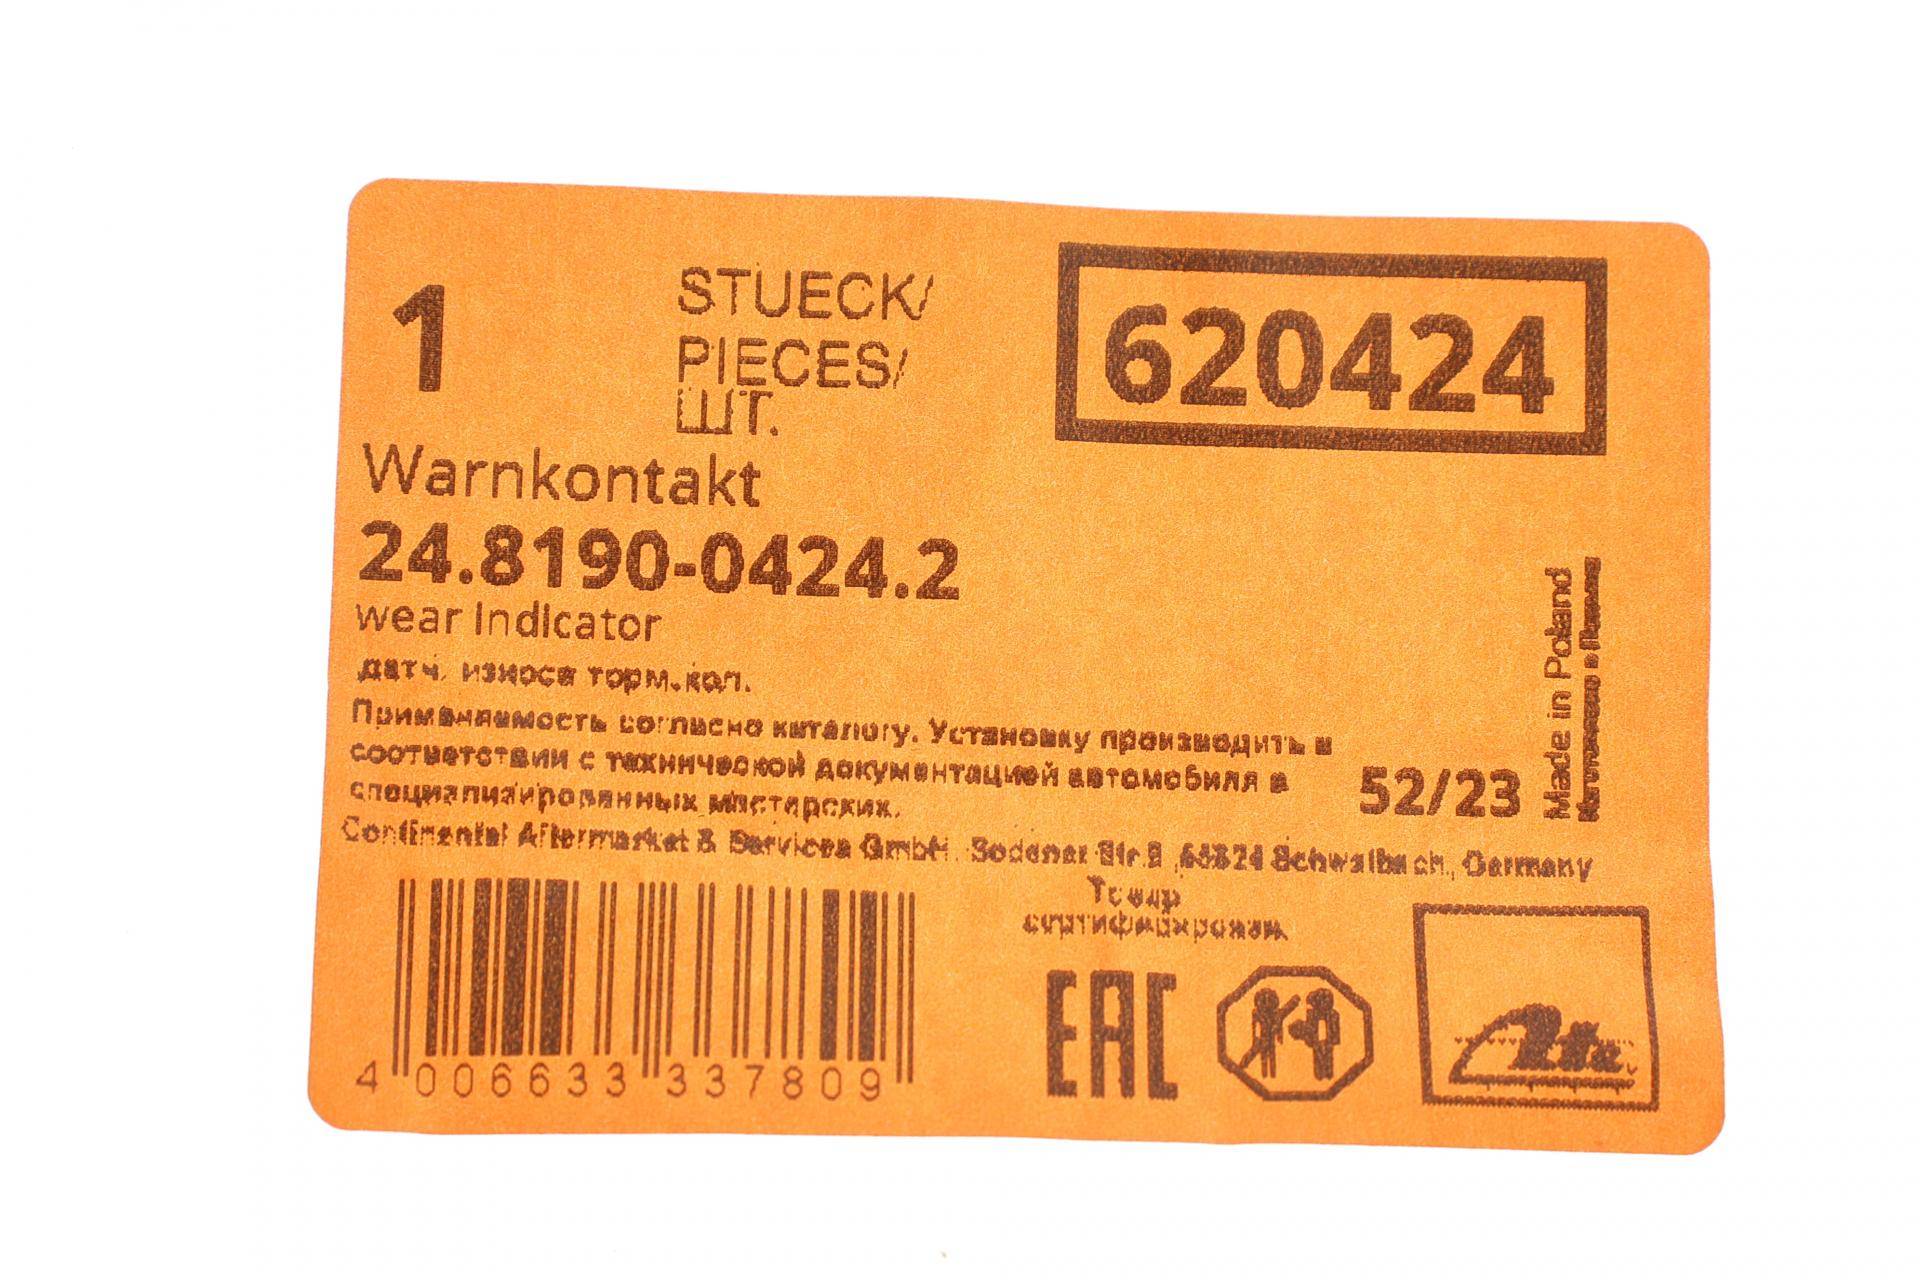 1
STUECK/
PIECES/
ШТ.
620424
Warnkontakt
24.8190-0424.2
wear Indicator
датч. износа торм.кол.
Применяемость согласно каталогу. Установку производить в
соответствии с технической документацией автомобиля в
специализированных мастерских.
52/23
Made in Poland
Continental Aftermarket & Services GmbH, Sodener Str.9, 65824 Schwalbach, Germany
Товар
сертифицирован.
4 006633 337809
EAC
Ate